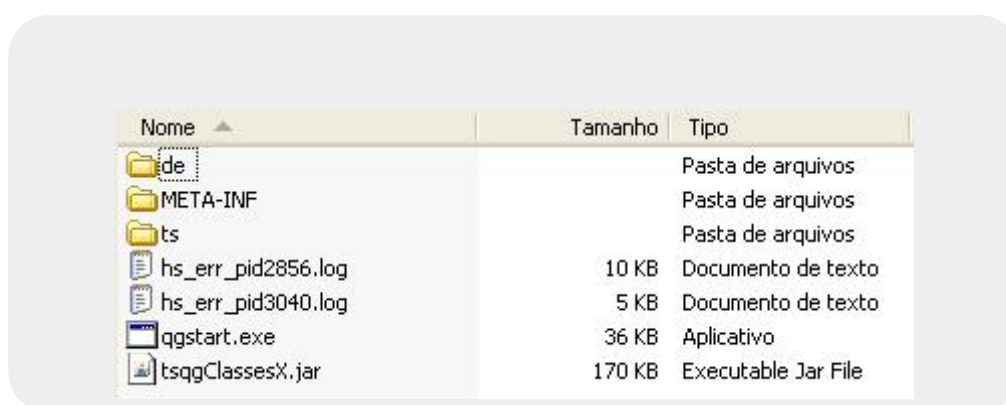 Nome Tamanho Tipo
de Pasta de arquivos
META-INF Pasta de arquivos
ts Pasta de arquivos
hs_err_pid2856.log 10 KB Documento de texto
hs_err_pid3040.log 5 KB Documento de texto
qgstart.exe 36 KB Aplicativo
tsqgClassesX.jar 170 KB Executable Jar File